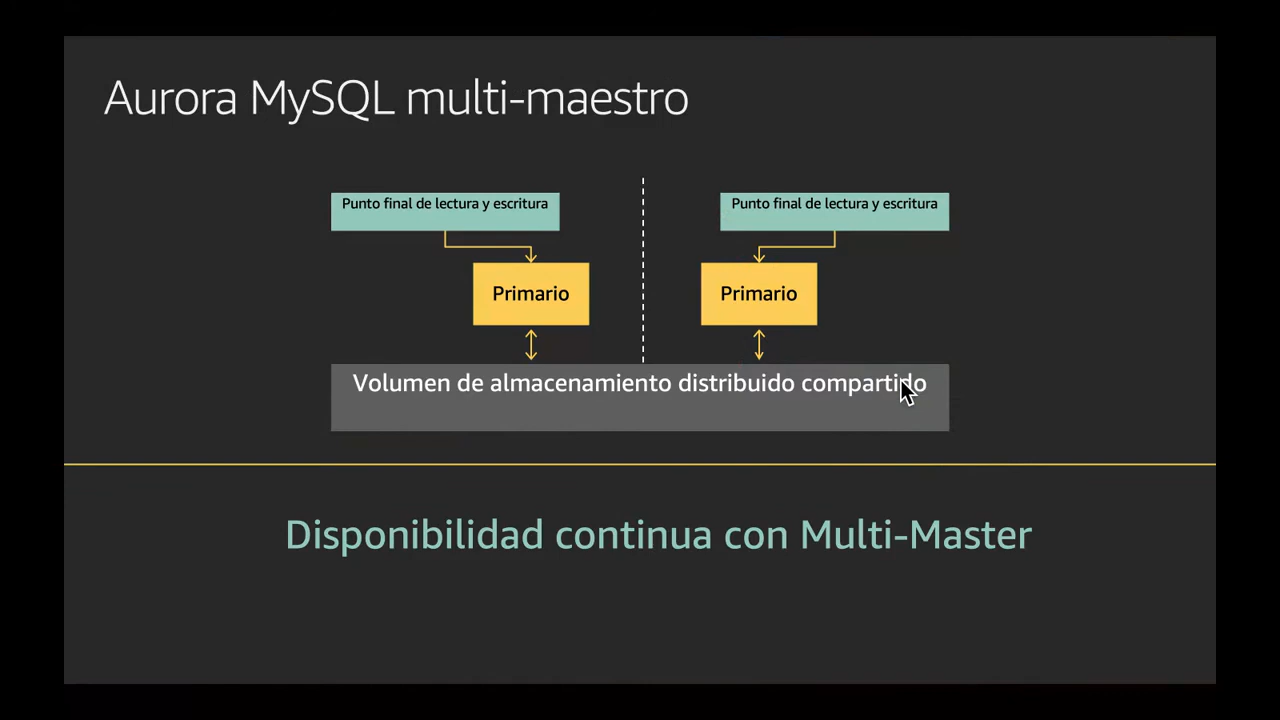 Aurora MySQL multi-maestro
Punto final de lectura y escritura
Punto final de lectura y escritura
Primario
Primario
Volumen de almacenamiento distribuido compartido
Disponibilidad continua con Multi-Master